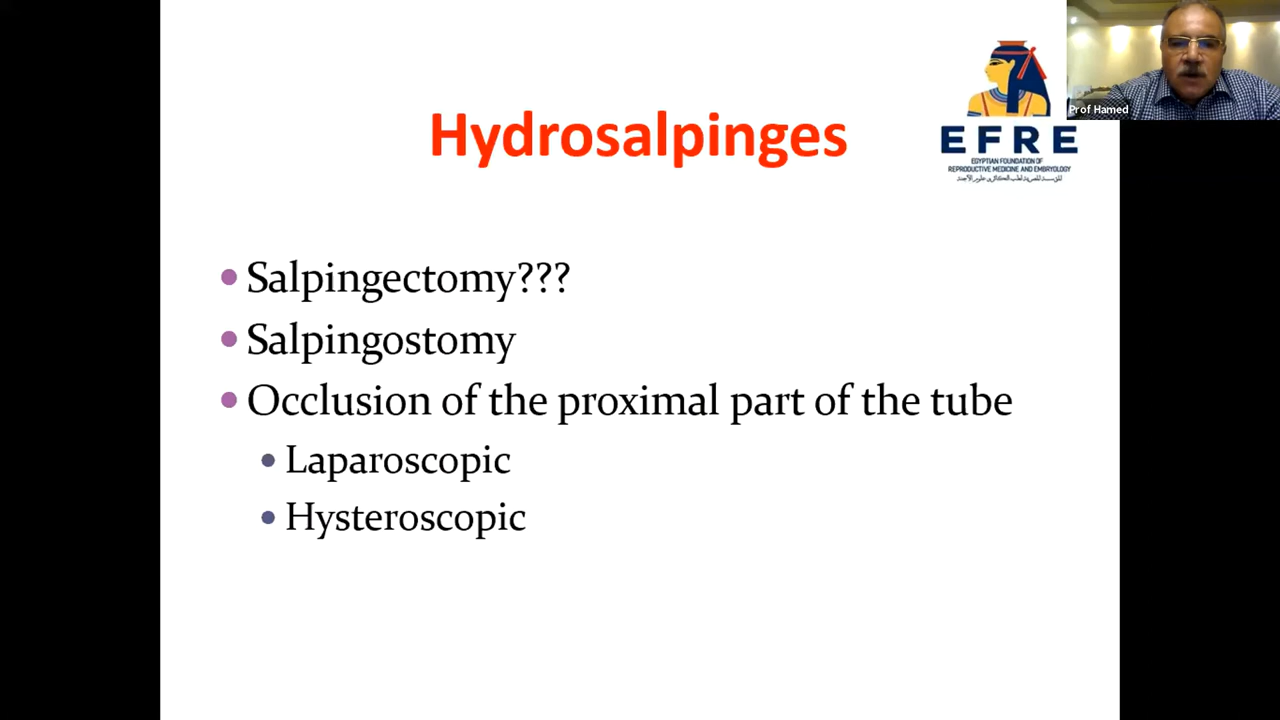 Hydrosalpinges
EFRE
EGYPTIAN FOUNDATION OF
REPRODUCTIVE MEDICINE AND EMBRYOLOGY
Prof Hamed
• Salpingectomy???
• Salpingostomy
• Occlusion of the proximal part of the tube
• Laparoscopic
• Hysteroscopic